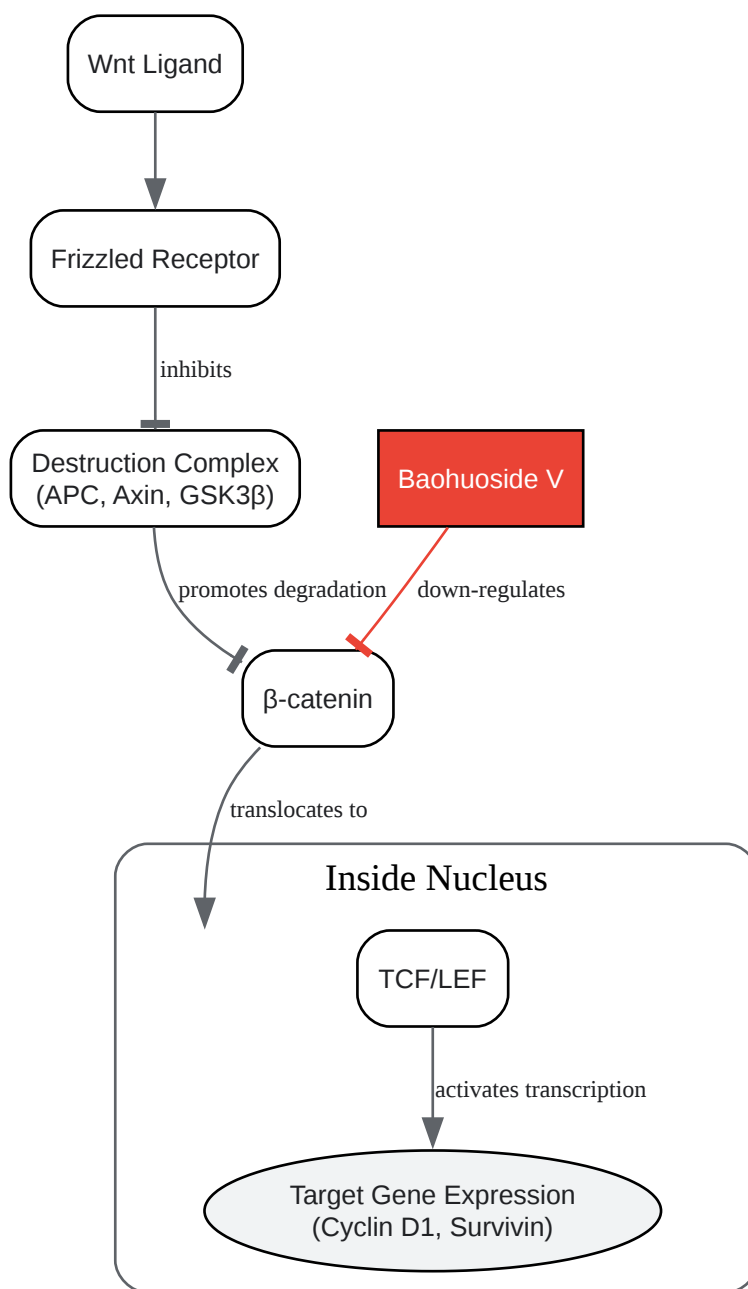 Wnt Ligand
Frizzled Receptor
inhibits
Destruction Complex
(APC, Axin, GSK3β)
Baohuoside V
promotes degradation
down-regulates
β-catenin
translocates to
Inside Nucleus
TCF/LEF
activates transcription
Target Gene Expression
(Cyclin D1, Survivin)